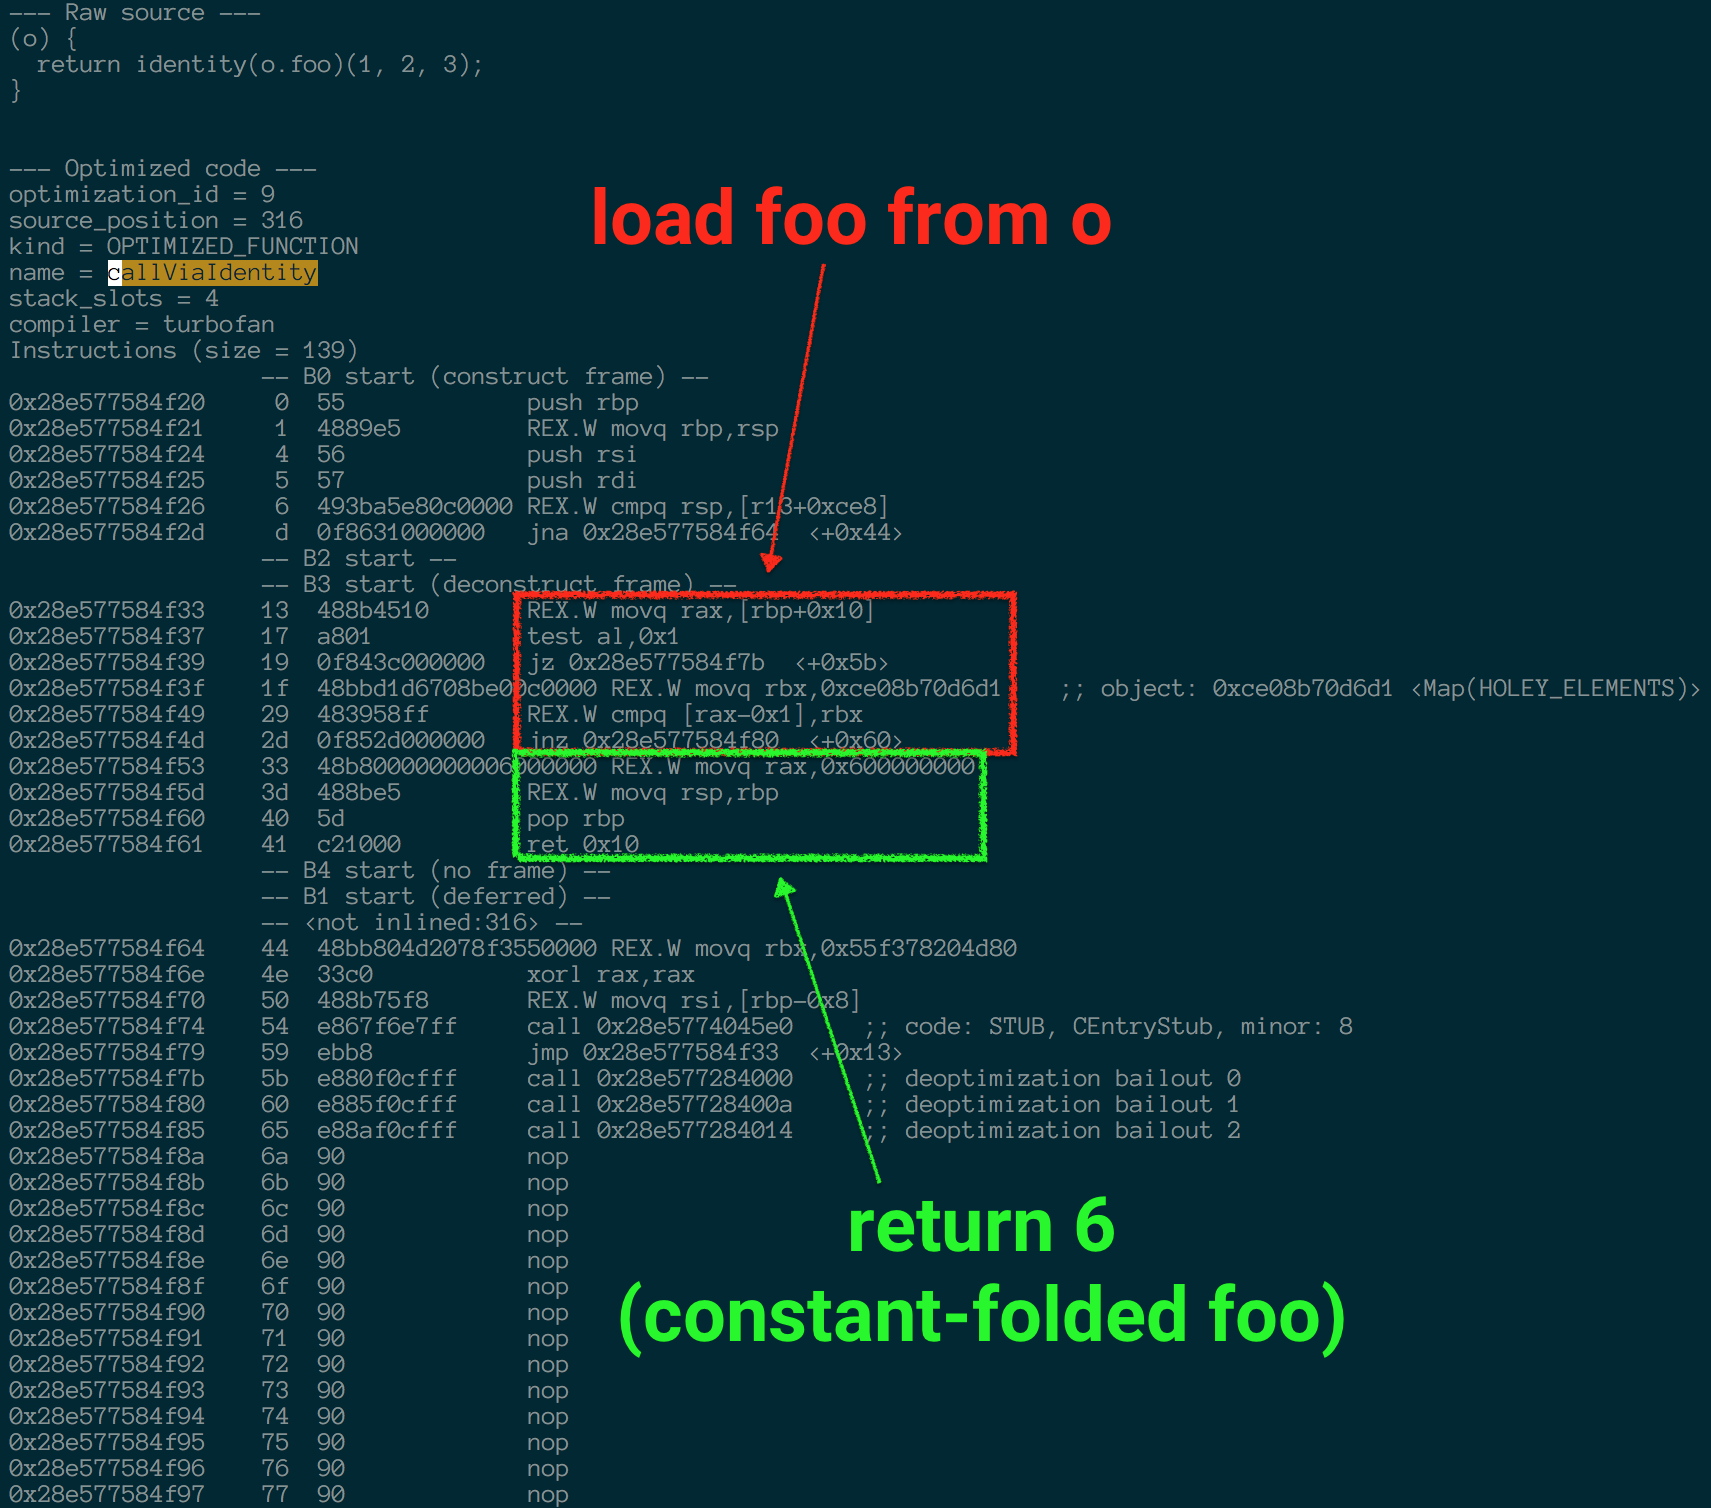 --- Raw source ---
(o) {
  return identity(o.foo)(1, 2, 3);
}
--- Optimized code ---
optimization_id = 9
source_position = 316
kind = OPTIMIZED_FUNCTION
name = callViaIdentity
stack_slots = 4
compiler = turbofan
Instructions (size = 139)
load foo from o
-- B0 start (construct frame) --
0x28e577584f20 0 55 push rbp
0x28e577584f21 1 4889e5 REX.W movq rbp,rsp
0x28e577584f24 4 56 push rsi
0x28e577584f25 5 57 push rdi
0x28e577584f26 6 493ba5e80c0000 REX.W cmpq rsp,[r13+0xce8]
0x28e577584f2d d 0f8631000000 jna 0x28e577584f64 <+0x44>
-- B2 start --
-- B3 start (deconstruct frame) --
0x28e577584f33 13 488b4510 REX.W movq rax,[rbp+0x10]
0x28e577584f37 17 a801 test al,0x1
0x28e577584f39 19 0f843c000000 jz 0x28e577584f7b <+0x5b>
0x28e577584f3f 1f 48bbd1d6708be00c0000 REX.W movq rbx,0xce08b70d6d1 ;; object: 0xce08b70d6d1 <Map(HOLEY_ELEMENTS)>
0x28e577584f49 29 483958ff REX.W cmpq [rax-0x1],rbx
0x28e577584f4d 2d 0f852d000000 jnz 0x28e577584f80 <+0x60>
0x28e577584f53 33 48b80000000006000000 REX.W movq rax,0x600000000
0x28e577584f5d 3d 488be5 REX.W movq rsp,rbp
0x28e577584f60 40 5d pop rbp
0x28e577584f61 41 c21000 ret 0x10
-- B4 start (no frame) --
-- B1 start (deferred) --
-- <not inlined:316> --
0x28e577584f64 44 48bb804d2078f3550000 REX.W movq rbx,0x55f378204d80
0x28e577584f6e 4e 33c0 xorl rax,rax
0x28e577584f70 50 488b75f8 REX.W movq rsi,[rbp-0x8]
0x28e577584f74 54 e867f6e7ff call 0x28e5774045e0 ;; code: STUB, CEntryStub, minor: 8
0x28e577584f79 59 ebb8 jmp 0x28e577584f33 <+0x13>
0x28e577584f7b 5b e880f0cfff call 0x28e577284000 ;; deoptimization bailout 0
0x28e577584f80 60 e885f0cfff call 0x28e57728400a ;; deoptimization bailout 1
0x28e577584f85 65 e88af0cfff call 0x28e577284014 ;; deoptimization bailout 2
0x28e577584f8a 6a 90 nop
0x28e577584f8b 6b 90 nop
0x28e577584f8c 6c 90 nop
0x28e577584f8d 6d 90 nop
0x28e577584f8e 6e 90 nop
0x28e577584f8f 6f 90 nop
0x28e577584f90 70 90 nop
0x28e577584f91 71 90 nop
0x28e577584f92 72 90 nop
0x28e577584f93 73 90 nop
0x28e577584f94 74 90 nop
0x28e577584f95 75 90 nop
0x28e577584f96 76 90 nop
0x28e577584f97 77 90 nop
return 6
(constant-folded foo)